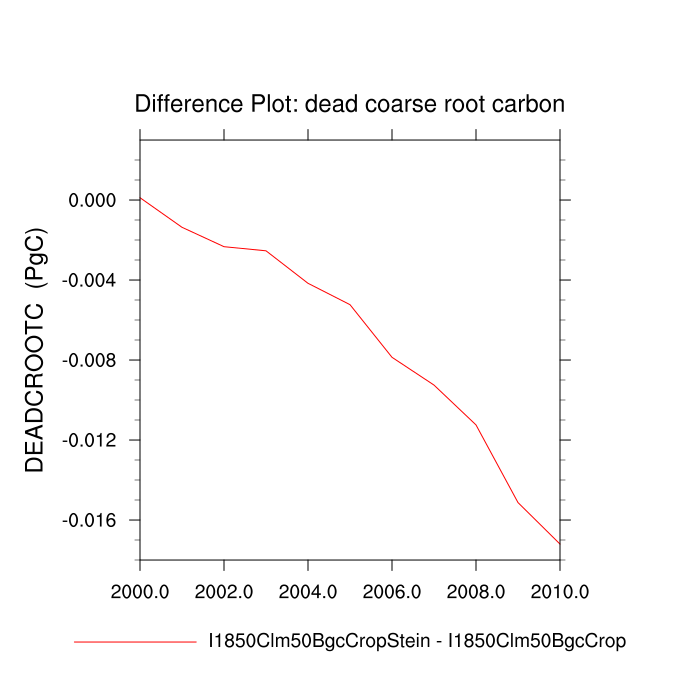 Difference Plot: dead coarse root carbon
DEADCROOTC (PgC)
0.000
-0.004
-0.008
-0.012
-0.016
2000.0 2002.0 2004.0 2006.0 2008.0 2010.0
I1850Clm50BgcCropStein - I1850Clm50BgcCrop